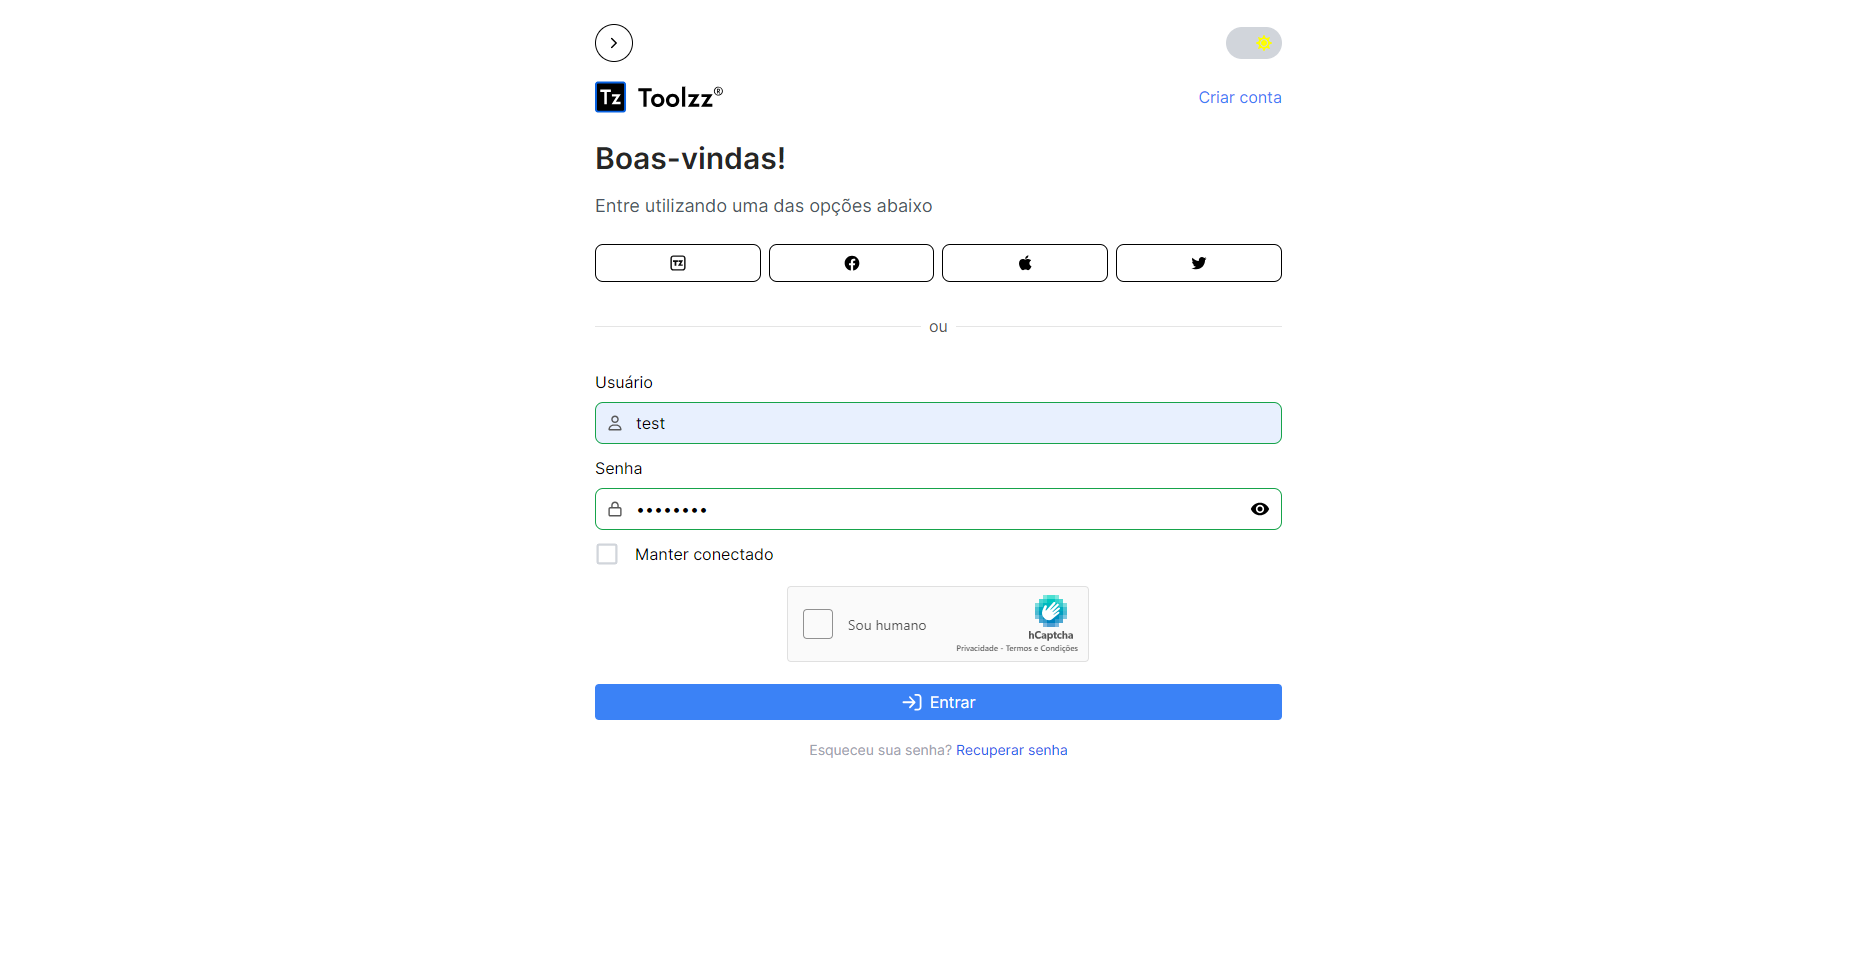 Tz Toolzz®
Criar conta
Boas-vindas!
Entre utilizando uma das opções abaixo
TZ
ou
Usuário
test
Senha
••••••••
Manter conectado
Sou humano
hCaptcha
Privacidade - Termos e Condições
Entrar
Esqueceu sua senha? Recuperar senha